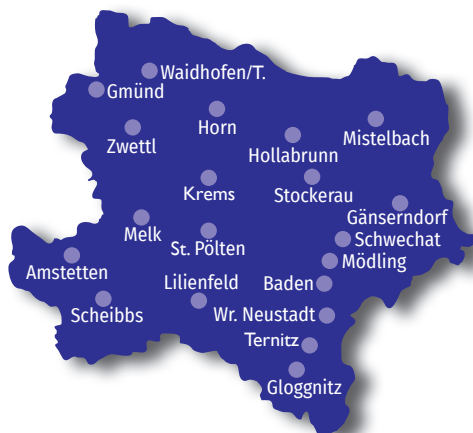 Waidhofen/T.
Gmünd
Horn
Zwettl
Mistelbach
Hollabrunn
Krems
Stockerau
Gänserndorf
Melk
St. Pölten
Schwechat
Amstetten
Mödling
Lilienfeld
Baden
Scheibbs
Wr. Neustadt
Ternitz
Gloggnitz